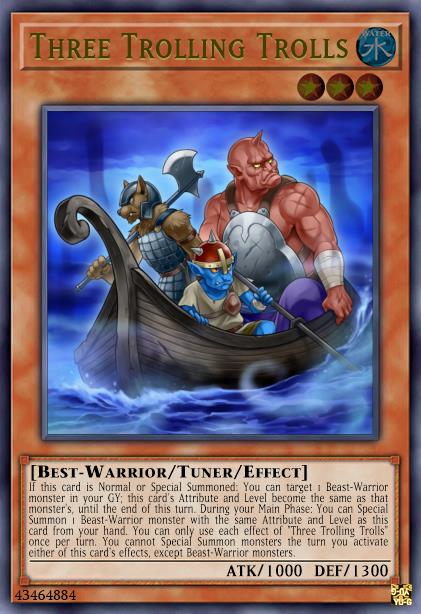 THREE TROLLING TROLLS
WATER
水
[BEST-WARRIOR/TUNER/EFFECT]
If this card is Normal or Special Summoned: You can target 1 Beast-Warrior
monster in your GY; this card's Attribute and Level become the same as that
monster's, until the end of this turn. During your Main Phase: You can Special
Summon 1 Beast-Warrior monster with the same Attribute and Level as this
card from your hand. You can only use each effect of "Three Trolling Trolls"
once per turn. You cannot Special Summon monsters the turn you activate
either of this card's effects, except Beast-Warrior monsters.
ATK/1000 DEF/1300
43464884